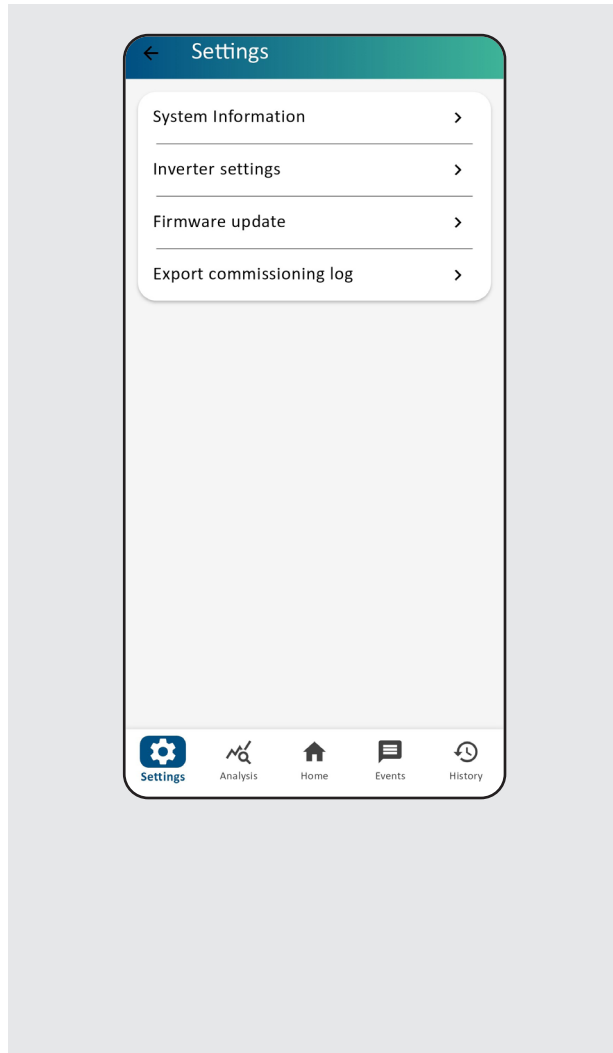 Settings
System Information
Inverter settings
Firmware update
Export commissioning log
Settings Analysis Home Events History